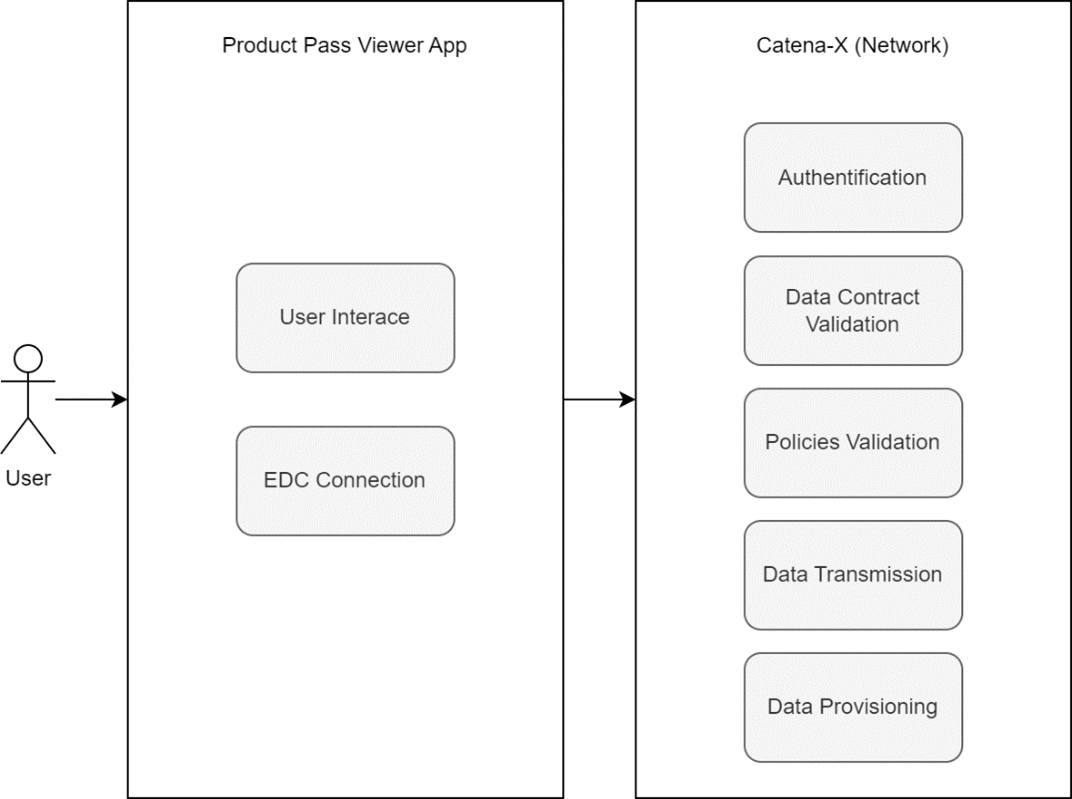 Product Pass Viewer App
Catena-X (Network)
Authentification
Data Contract
Validation
User Interace
Policies Validation
EDC Connection
User
Data Transmission
Data Provisioning